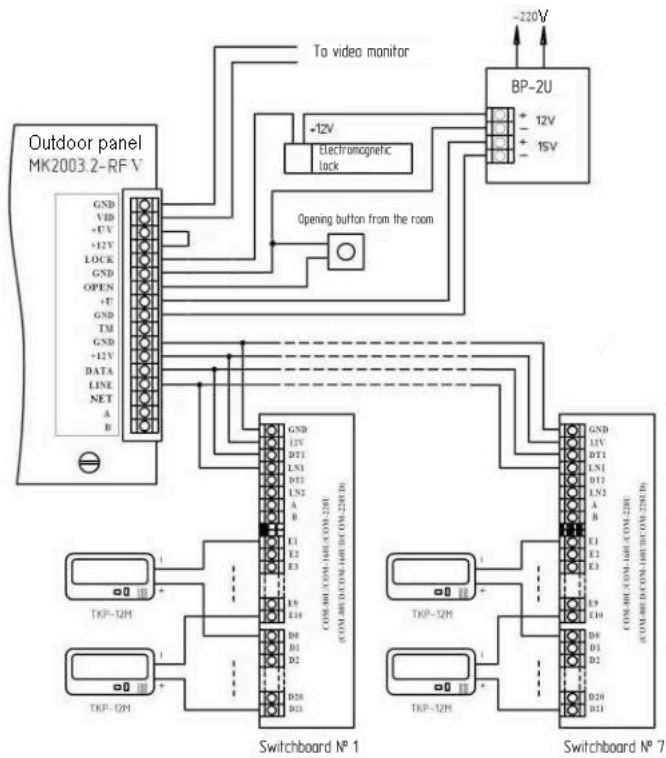 ~220V
To video monitor
BP-2U
+ 12V
-
+ 15V
-
+12V
Electromagnetic
lock
Outdoor panel
MK2003.2-RF V
Opening button from the room
GND
VID
+UV
+12V
LOCK
GND
OPEN
+U
GND
TM
GND
+12V
DATA
LINE
NET
A
B
GND
12V
DT1
LN1
DT2
LN2
A
B
E1
E2
E3
E9
E10
D0
D1
D2
D20
D21
COM-80U/COM-160U/COM-220U
(COM-80UD/COM-160UD/COM-220UD)
-
+
TKP-12M
-
+
TKP-12M
Switchboard Nº 1
GND
12V
DT1
LN1
DT2
LN2
A
B
E1
E2
E3
E9
E10
D0
D1
D2
D20
D21
COM-80U/COM-160U/COM-220U
(COM-80UD/COM-160UD/COM-220UD)
-
+
TKP-12M
-
+
TKP-12M
Switchboard Nº 7